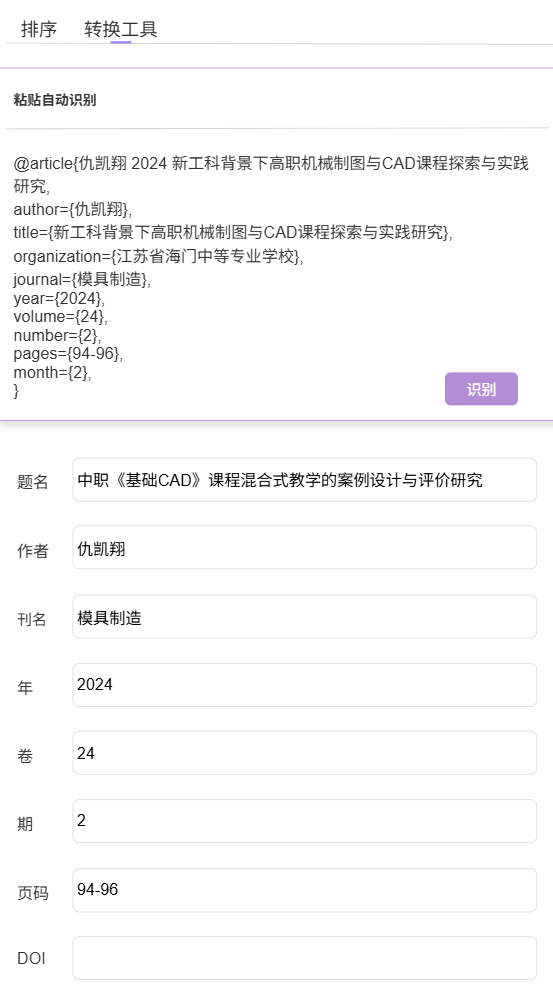 排序 转换工具
粘贴自动识别
@article{仇凯翔 2024 新工科背景下高职机械制图与CAD课程探索与实践
研究,
author={仇凯翔},
title={新工科背景下高职机械制图与CAD课程探索与实践研究},
organization={江苏省海门中等专业学校},
journal={模具制造},
year={2024},
volume={24},
number={2},
pages={94-96},
month={2},
}
识别
题名 中职《基础CAD》课程混合式教学的案例设计与评价研究
作者 仇凯翔
刊名 模具制造
年 2024
卷 24
期 2
页码 94-96
DOI